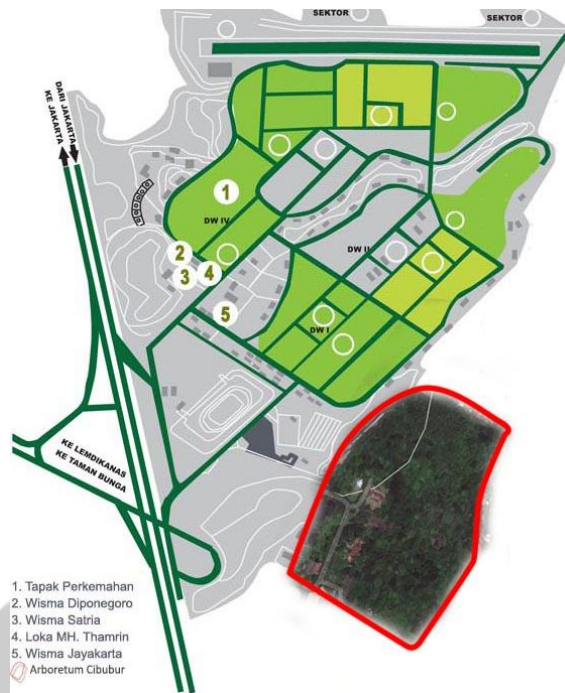 SEKTOR
SEKTOR
DARI JAKARTA
KE JAKARTA
1
DW IV
2
3
4
DW II
5
DW I
KE LEMDIKANAS
KE TAMAN BUNGA
1. Tapak Perkemahan
2. Wisma Diponegoro
3. Wisma Satria
4. Loka MH. Thamrin
5. Wisma Jayakarta
Arboretum Cibubur